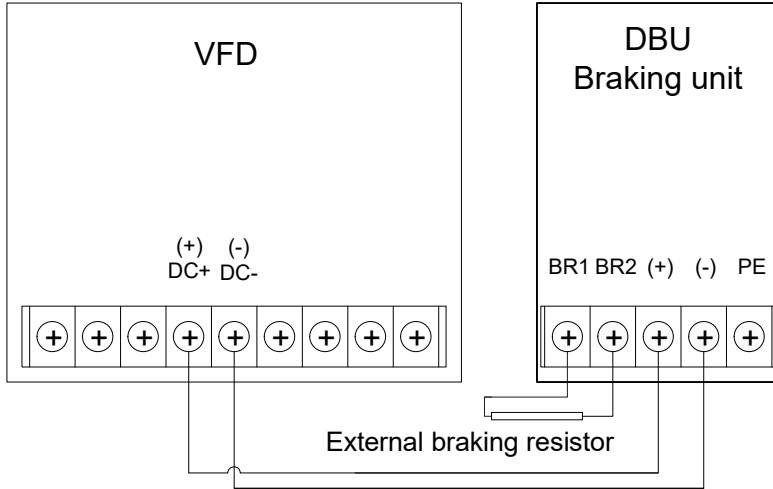 VFD
DBU
Braking unit
(+) (-)
DC+ DC-
BR1 BR2 (+) (-) PE
External braking resistor